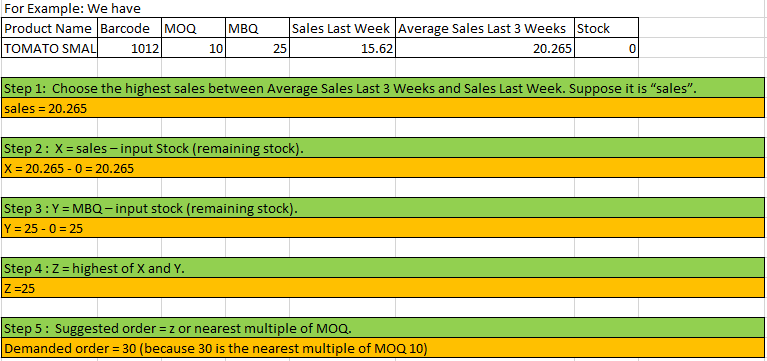 For Example: We have
Product Name Barcode MOQ MBQ Sales Last Week Average Sales Last 3 Weeks Stock
TOMATO SMAL 1012 10 25 15.62 20.265 0
Step 1:  Choose the highest sales between Average Sales Last 3 Weeks and Sales Last Week. Suppose it is “sales”.
sales = 20.265
Step 2 :  X = sales – input Stock (remaining stock).
X = 20.265 - 0 = 20.265
Step 3 : Y = MBQ – input stock (remaining stock).
Y = 25 - 0 = 25
Step 4 : Z = highest of X and Y.
Z =25
Step 5 :  Suggested order = z or nearest multiple of MOQ.
Demanded order = 30 (because 30 is the nearest multiple of MOQ 10)